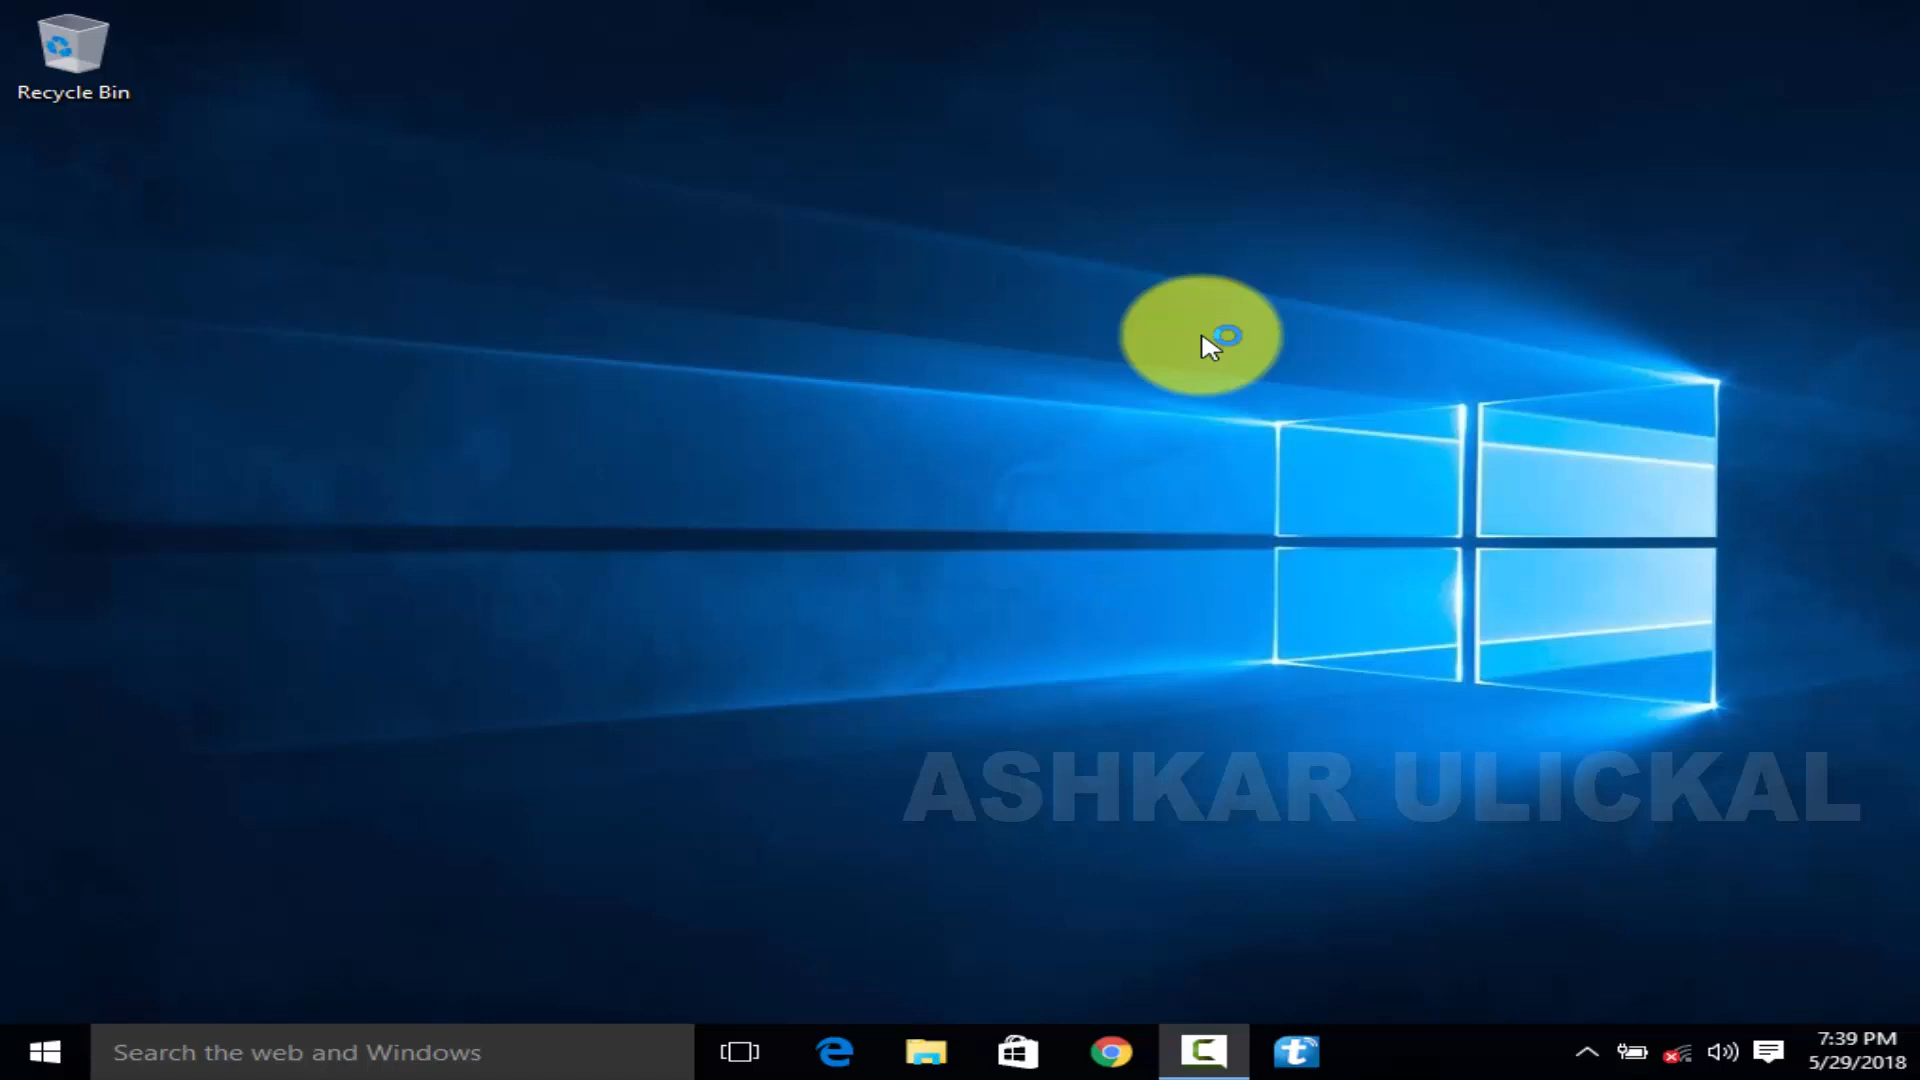 Recycle Bin
ASHKAR ULICKAL
Search the web and Windows
7:39 PM
5/29/2018